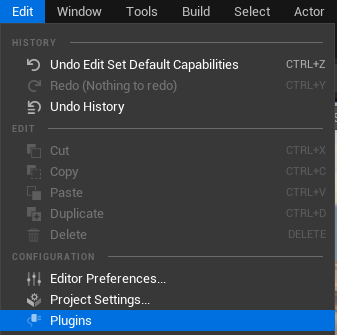 Edit Window Tools Build Select Actor
HISTORY
Undo Edit Set Default Capabilities CTRL+Z
Redo (Nothing to redo) CTRL+Y
Undo History
EDIT
Cut CTRL+X
Copy CTRL+C
Paste CTRL+V
Duplicate CTRL+D
Delete DELETE
CONFIGURATION
Editor Preferences...
Project Settings...
Plugins